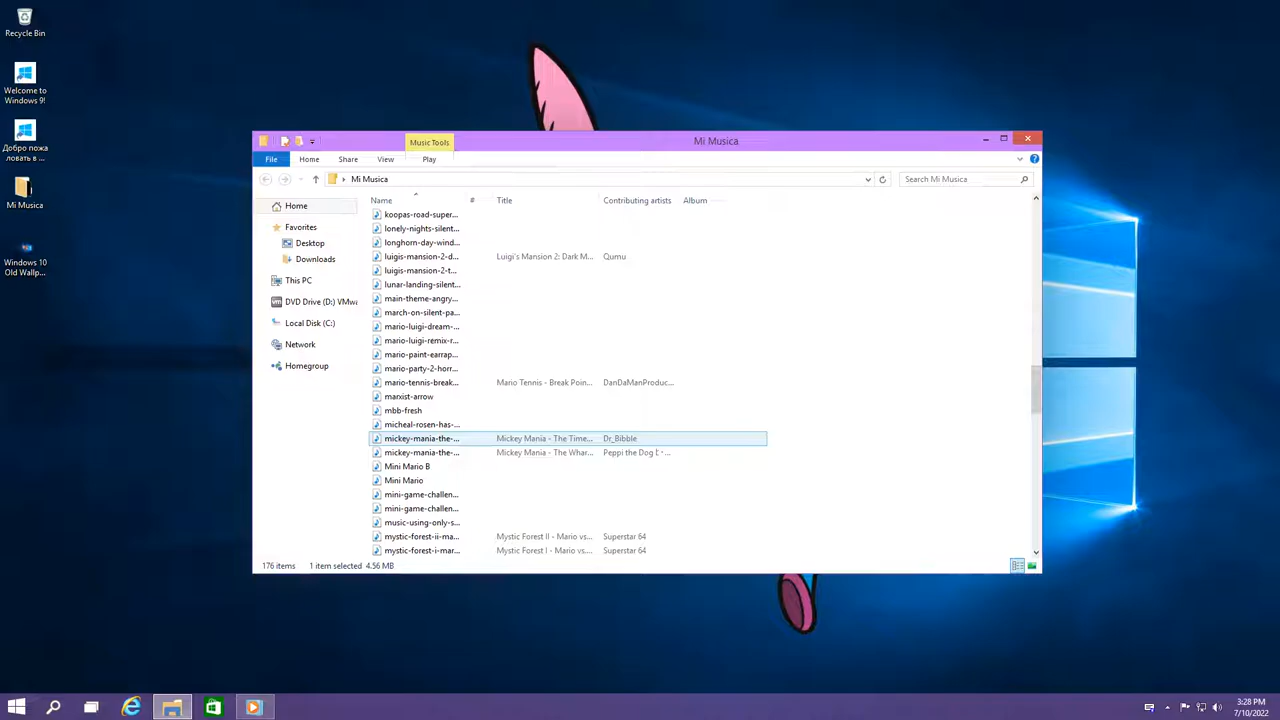 Recycle Bin
Welcome to
Windows 9!
Добро пожа
ловать в ...
Mi Musica
Windows 10
Old Wallp...
Music Tools
Mi Musica
File
Home
Share
View
Play
Mi Musica
Search Mi Musica
Home
Favorites
Desktop
Downloads
This PC
DVD Drive (D:) VMwa
Local Disk (C:)
Network
Homegroup
Name # Title Contributing artists Album
koopas-road-super...
lonely-nights-silent...
longhorn-day-wind...
luigis-mansion-2-d... Luigi's Mansion 2: Dark M... Qumu
luigis-mansion-2-t...
lunar-landing-silent...
main-theme-angry...
march-on-silent-pa...
mario-luigi-dream-...
mario-luigi-remix-r...
mario-paint-earrap...
mario-party-2-horr...
mario-tennis-break... Mario Tennis - Break Poin... DanDaManProduc...
marxist-arrow
mbb-fresh
micheal-rosen-has-...
mickey-mania-the-... Mickey Mania - The Time... Dr_Bibble
mickey-mania-the-... Mickey Mania - The Whar... Peppi the Dog
Mini Mario B
Mini Mario
mini-game-challen...
mini-game-challen...
music-using-only-s...
mystic-forest-ii-ma... Mystic Forest II - Mario vs... Superstar 64
mystic-forest-i-mar... Mystic Forest I - Mario vs.... Superstar 64
176 items 1 item selected 4.56 MB
3:28 PM
7/10/2022